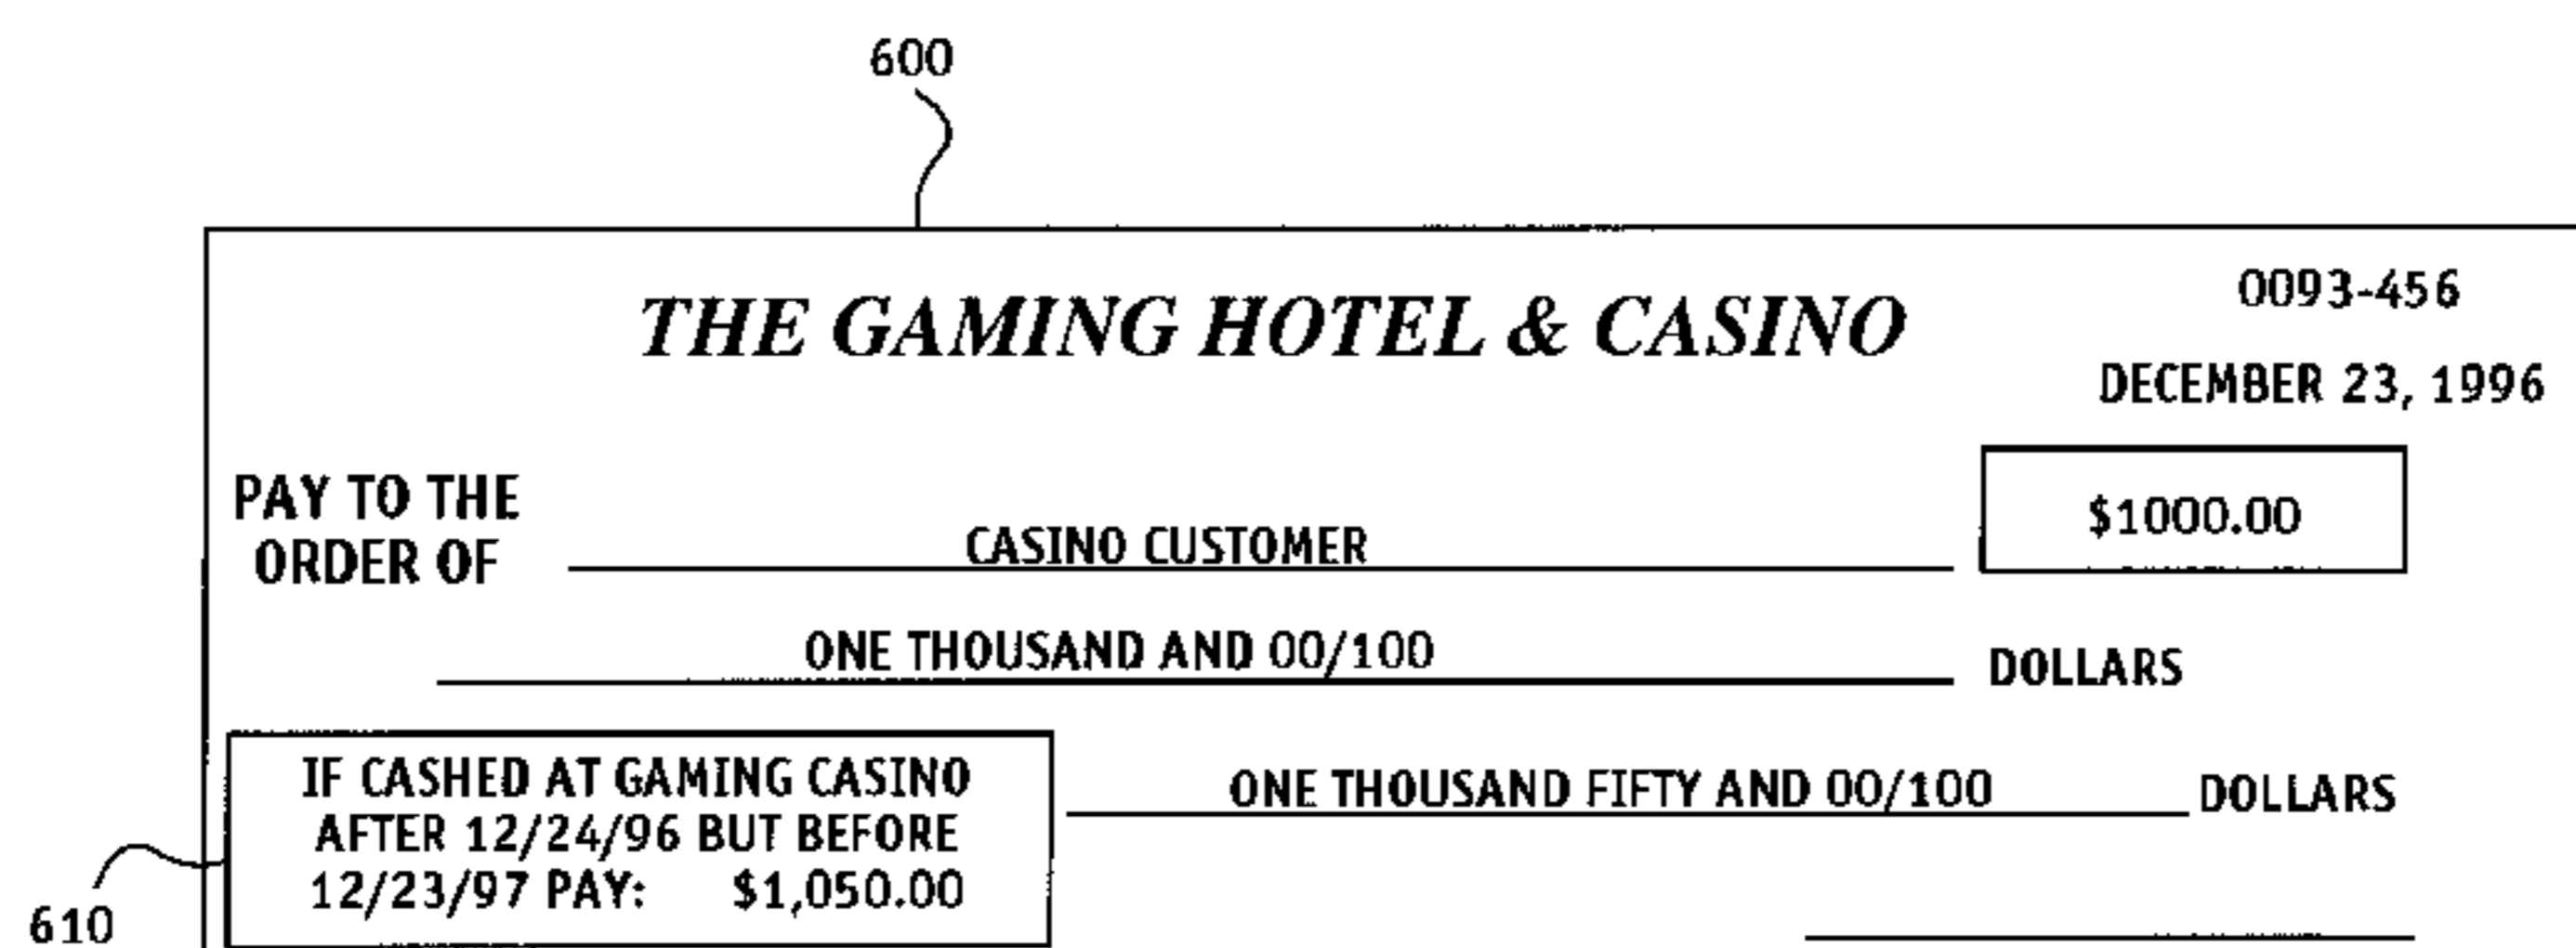 600
THE GAMING HOTEL & CASINO
0093-456
DECEMBER 23, 1996
PAY TO THE
ORDER OF
CASINO CUSTOMER
$1000.00
ONE THOUSAND AND 00/100
DOLLARS
IF CASHED AT GAMING CASINO
AFTER 12/24/96 BUT BEFORE
12/23/97 PAY: $1,050.00
ONE THOUSAND FIFTY AND 00/100 DOLLARS
610